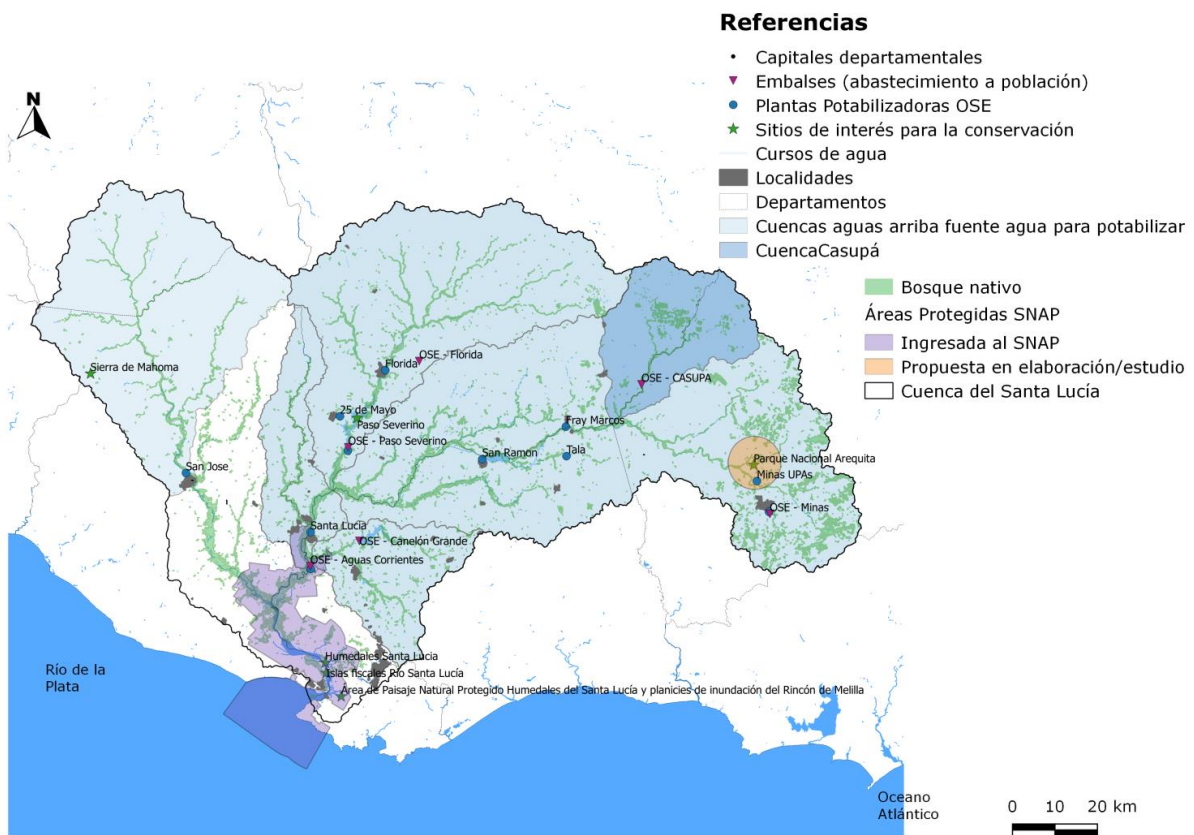 Referencias
Capitales departamentales
Embalses (abastecimiento a población)
Plantas Potabilizadoras OSE
Sitios de interés para la conservación
Cursos de agua
Localidades
Departamentos
Cuencas aguas arriba fuente agua para potabilizar
CuencaCasupá
Bosque nativo
Áreas Protegidas SNAP
Ingresada al SNAP
Propuesta en elaboración/estudio
Cuenca del Santa Lucía
N
OSE - Florida
Florida
Sierra de Mahoma
OSE - CASUPA
25 de Mayo
Paso Severino
Fray Marcos
OSE - Paso Severino
San Ramon
Tala
Parque Nacional Arequita
San Jose
Minas UPAs
OSE - Minas
Santa Lucia
OSE - Canelón Grande
OSE - Aguas Corrientes
Humedales Santa Lucia
Islas fiscales Río Santa Lucía
Río de la
Plata
Área de Paisaje Natural Protegido Humedales del Santa Lucía y planicies de inundación del Rincón de Melilla
Oceano
Atlántico
0 10 20 km